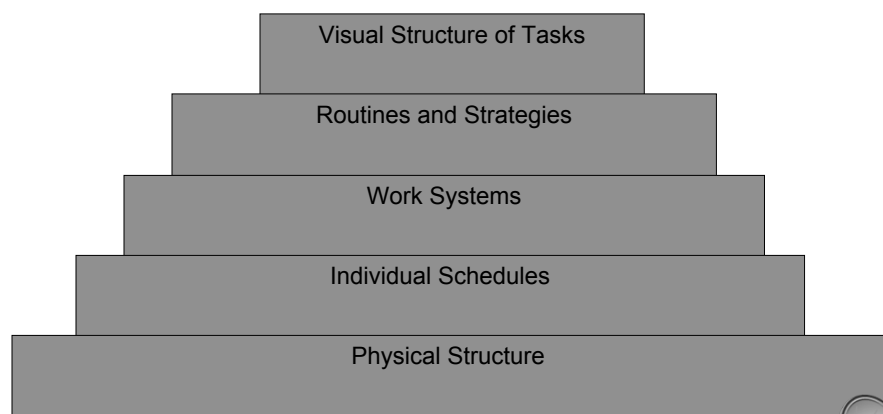 Visual Structure of Tasks
Routines and Strategies
Work Systems
Individual Schedules
Physical Structure